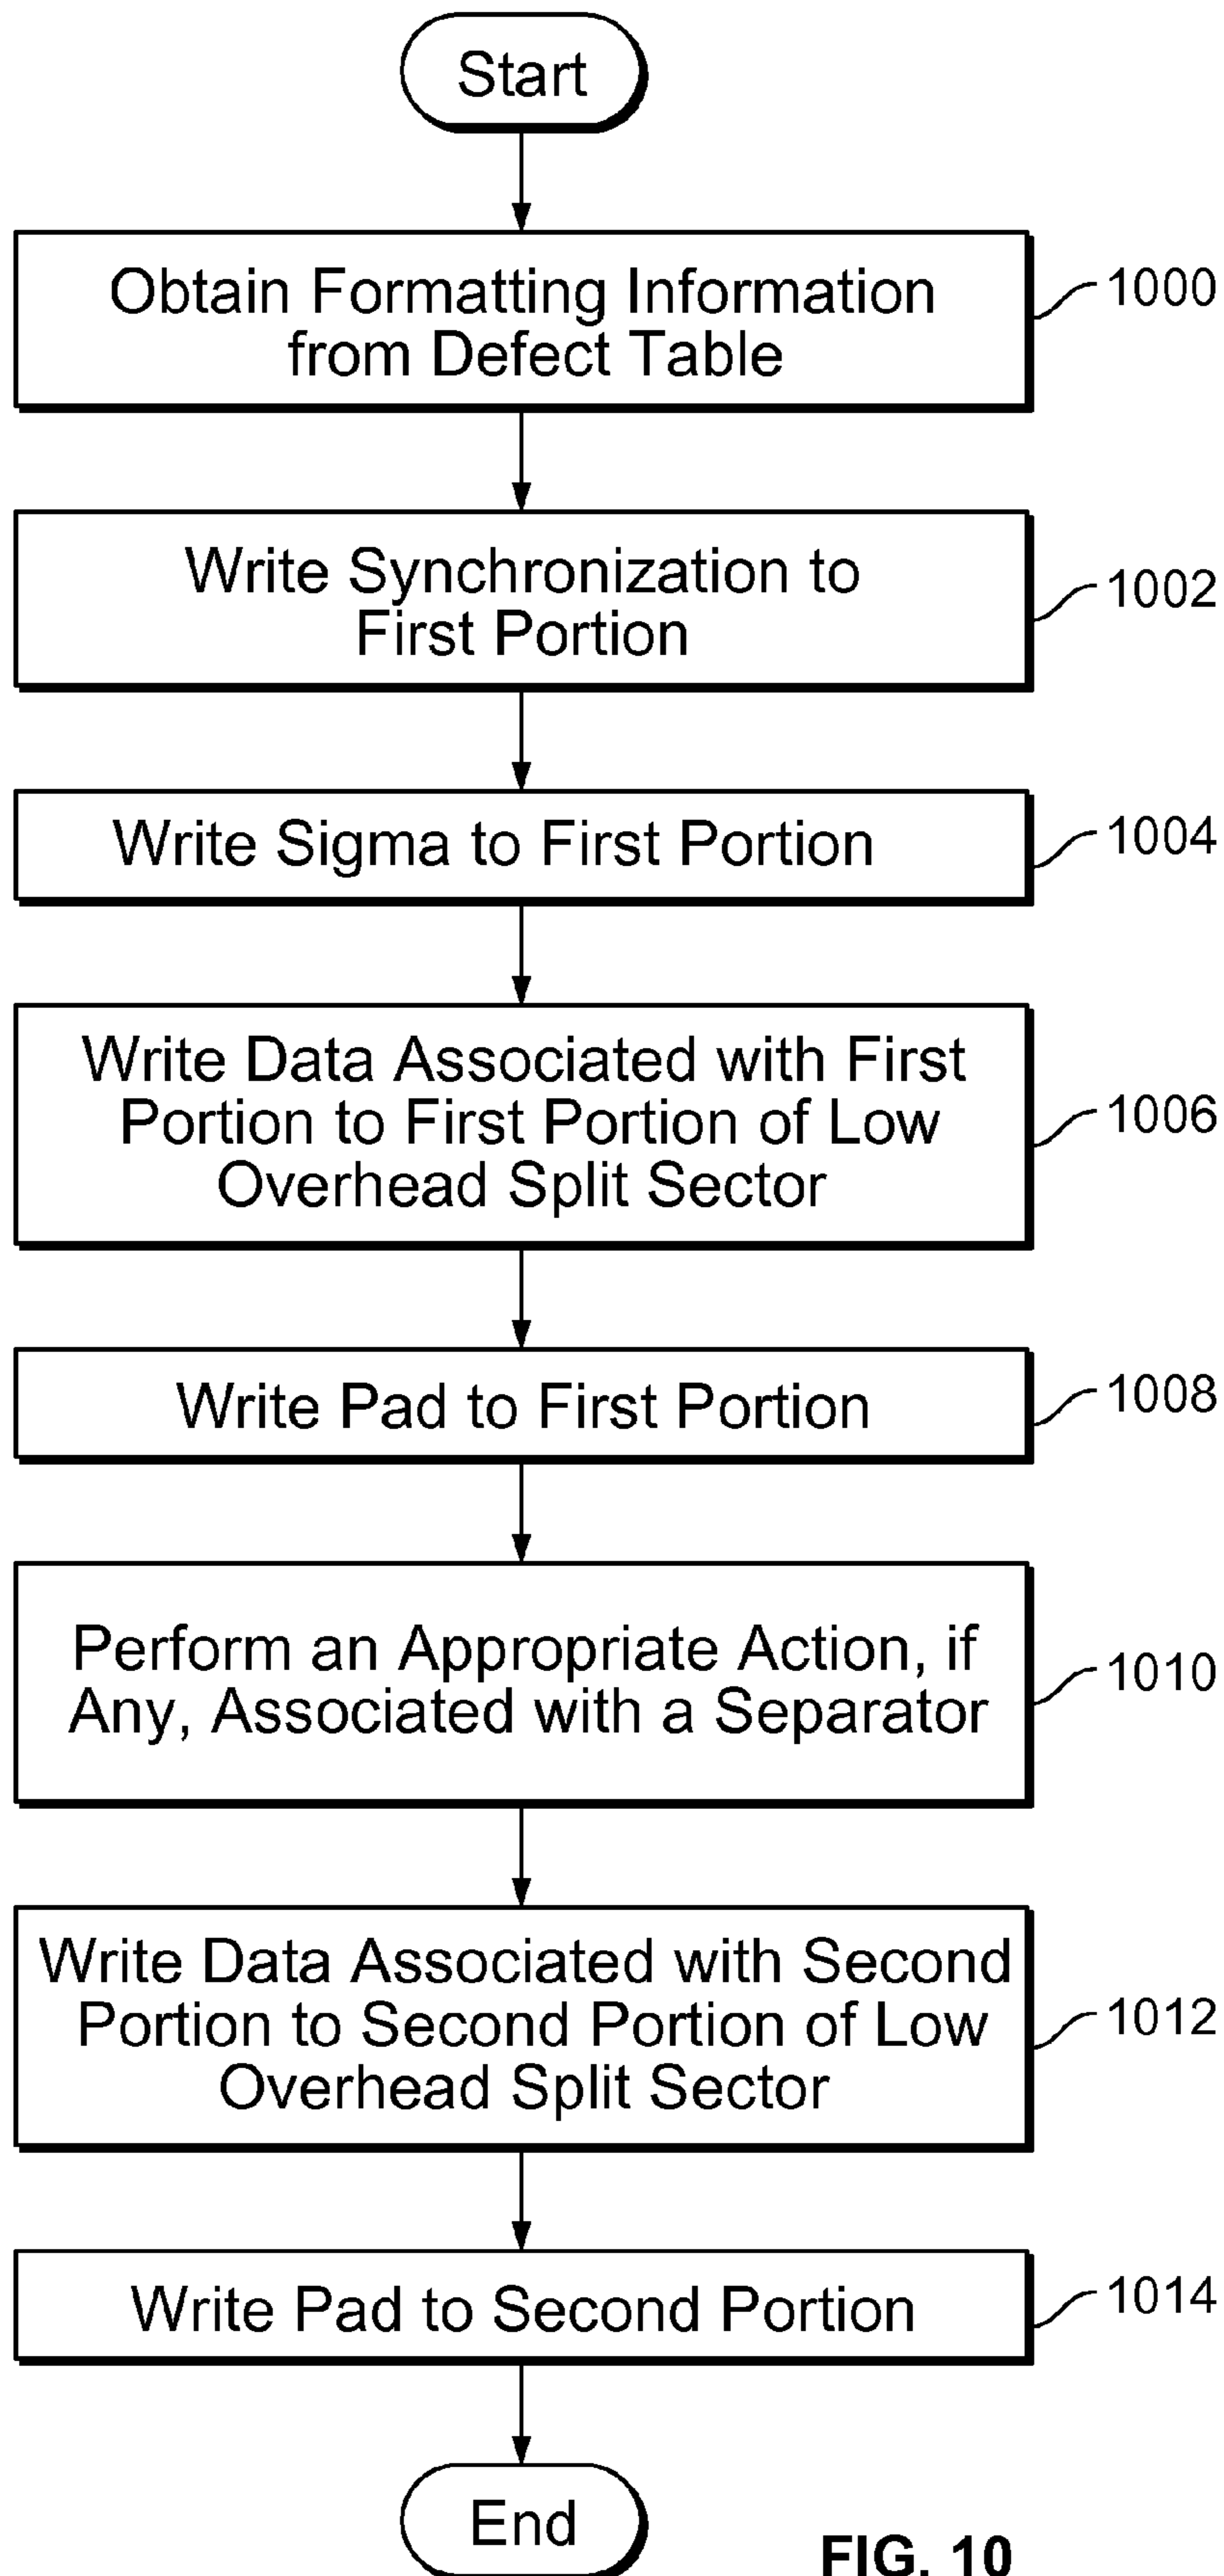 Start
Obtain Formatting Information
from Defect Table
1000
Write Synchronization to
First Portion
1002
Write Sigma to First Portion
1004
Write Data Associated with First
Portion to First Portion of Low
Overhead Split Sector
1006
Write Pad to First Portion
1008
Perform an Appropriate Action, if
Any, Associated with a Separator
1010
Write Data Associated with Second
Portion to Second Portion of Low
Overhead Split Sector
1012
Write Pad to Second Portion
1014
End
FIG. 10